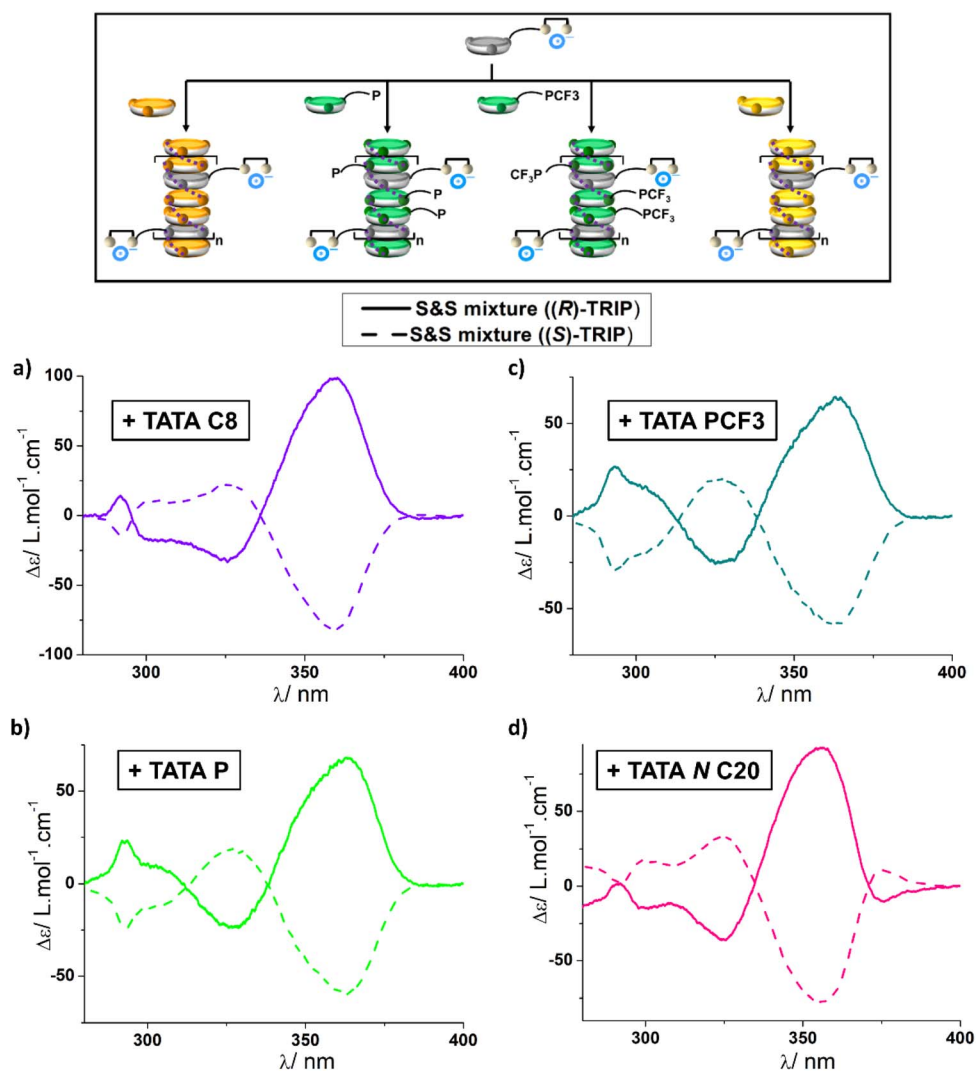 P
PCF3
P
P
P
CF₃P
PCF₃
PCF₃
n
n
n
n
S&S mixture ((R)-TRIP)
S&S mixture ((S)-TRIP)
a)
+ TATA C8
Δε/ L.mol⁻¹.cm⁻¹
100
50
0
-50
-100
300
350
400
λ/ nm
c)
+ TATA PCF3
Δε/ L.mol⁻¹.cm⁻¹
50
0
-50
300
350
400
λ/ nm
b)
+ TATA P
Δε/ L.mol⁻¹.cm⁻¹
50
0
-50
300
350
400
λ/ nm
d)
+ TATA N C20
Δε/ L.mol⁻¹.cm⁻¹
50
0
-50
300
350
400
λ/ nm